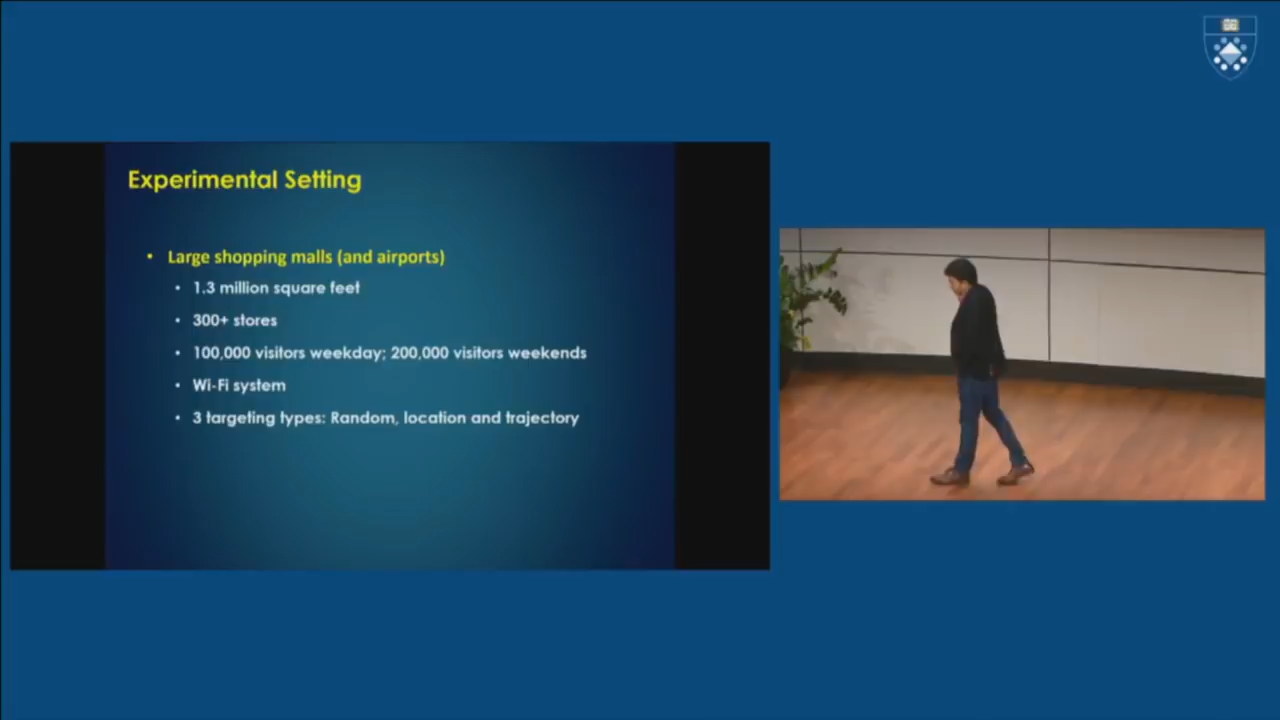 Experimental Setting
• Large shopping malls (and airports)
• 1.3 million square feet
• 300+ stores
• 100,000 visitors weekday; 200,000 visitors weekends
• Wi-Fi system
• 3 targeting types: Random, location and trajectory